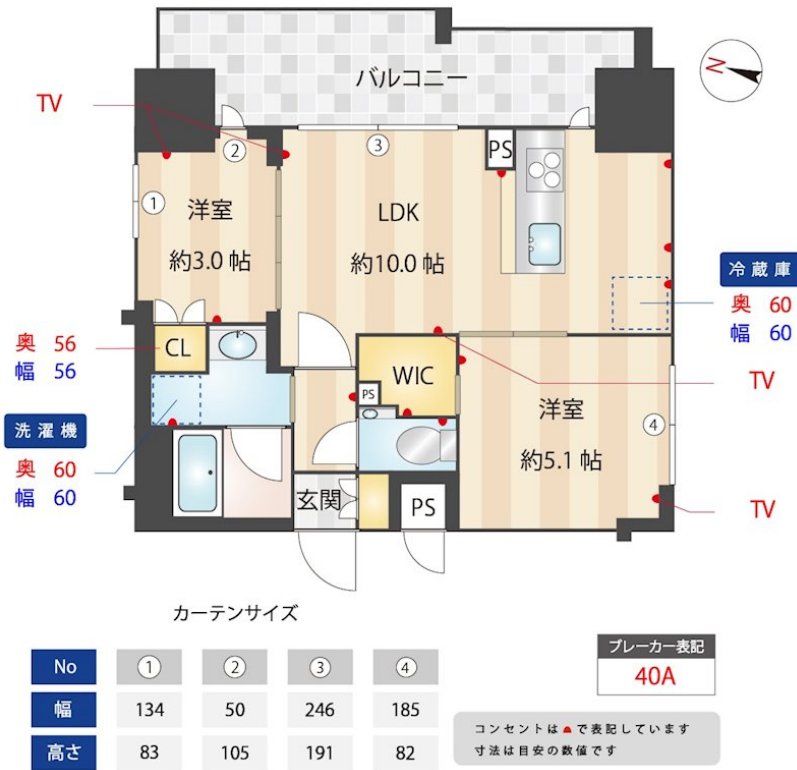 バルコニー
N
TV
②
③
PS
①
洋室
約3.0 帖
LDK
約10.0 帖
冷蔵庫
奥 60
幅 60
奥 56
幅 56
CL
WIC
PS
TV
洋室
約5.1 帖
④
洗濯機
奥 60
幅 60
玄関
PS
TV
カーテンサイズ
No ① ② ③ ④
幅 134 50 246 185
高さ 83 105 191 82
ブレーカー表記
40A
コンセントは で表記しています
寸法は目安の数値です